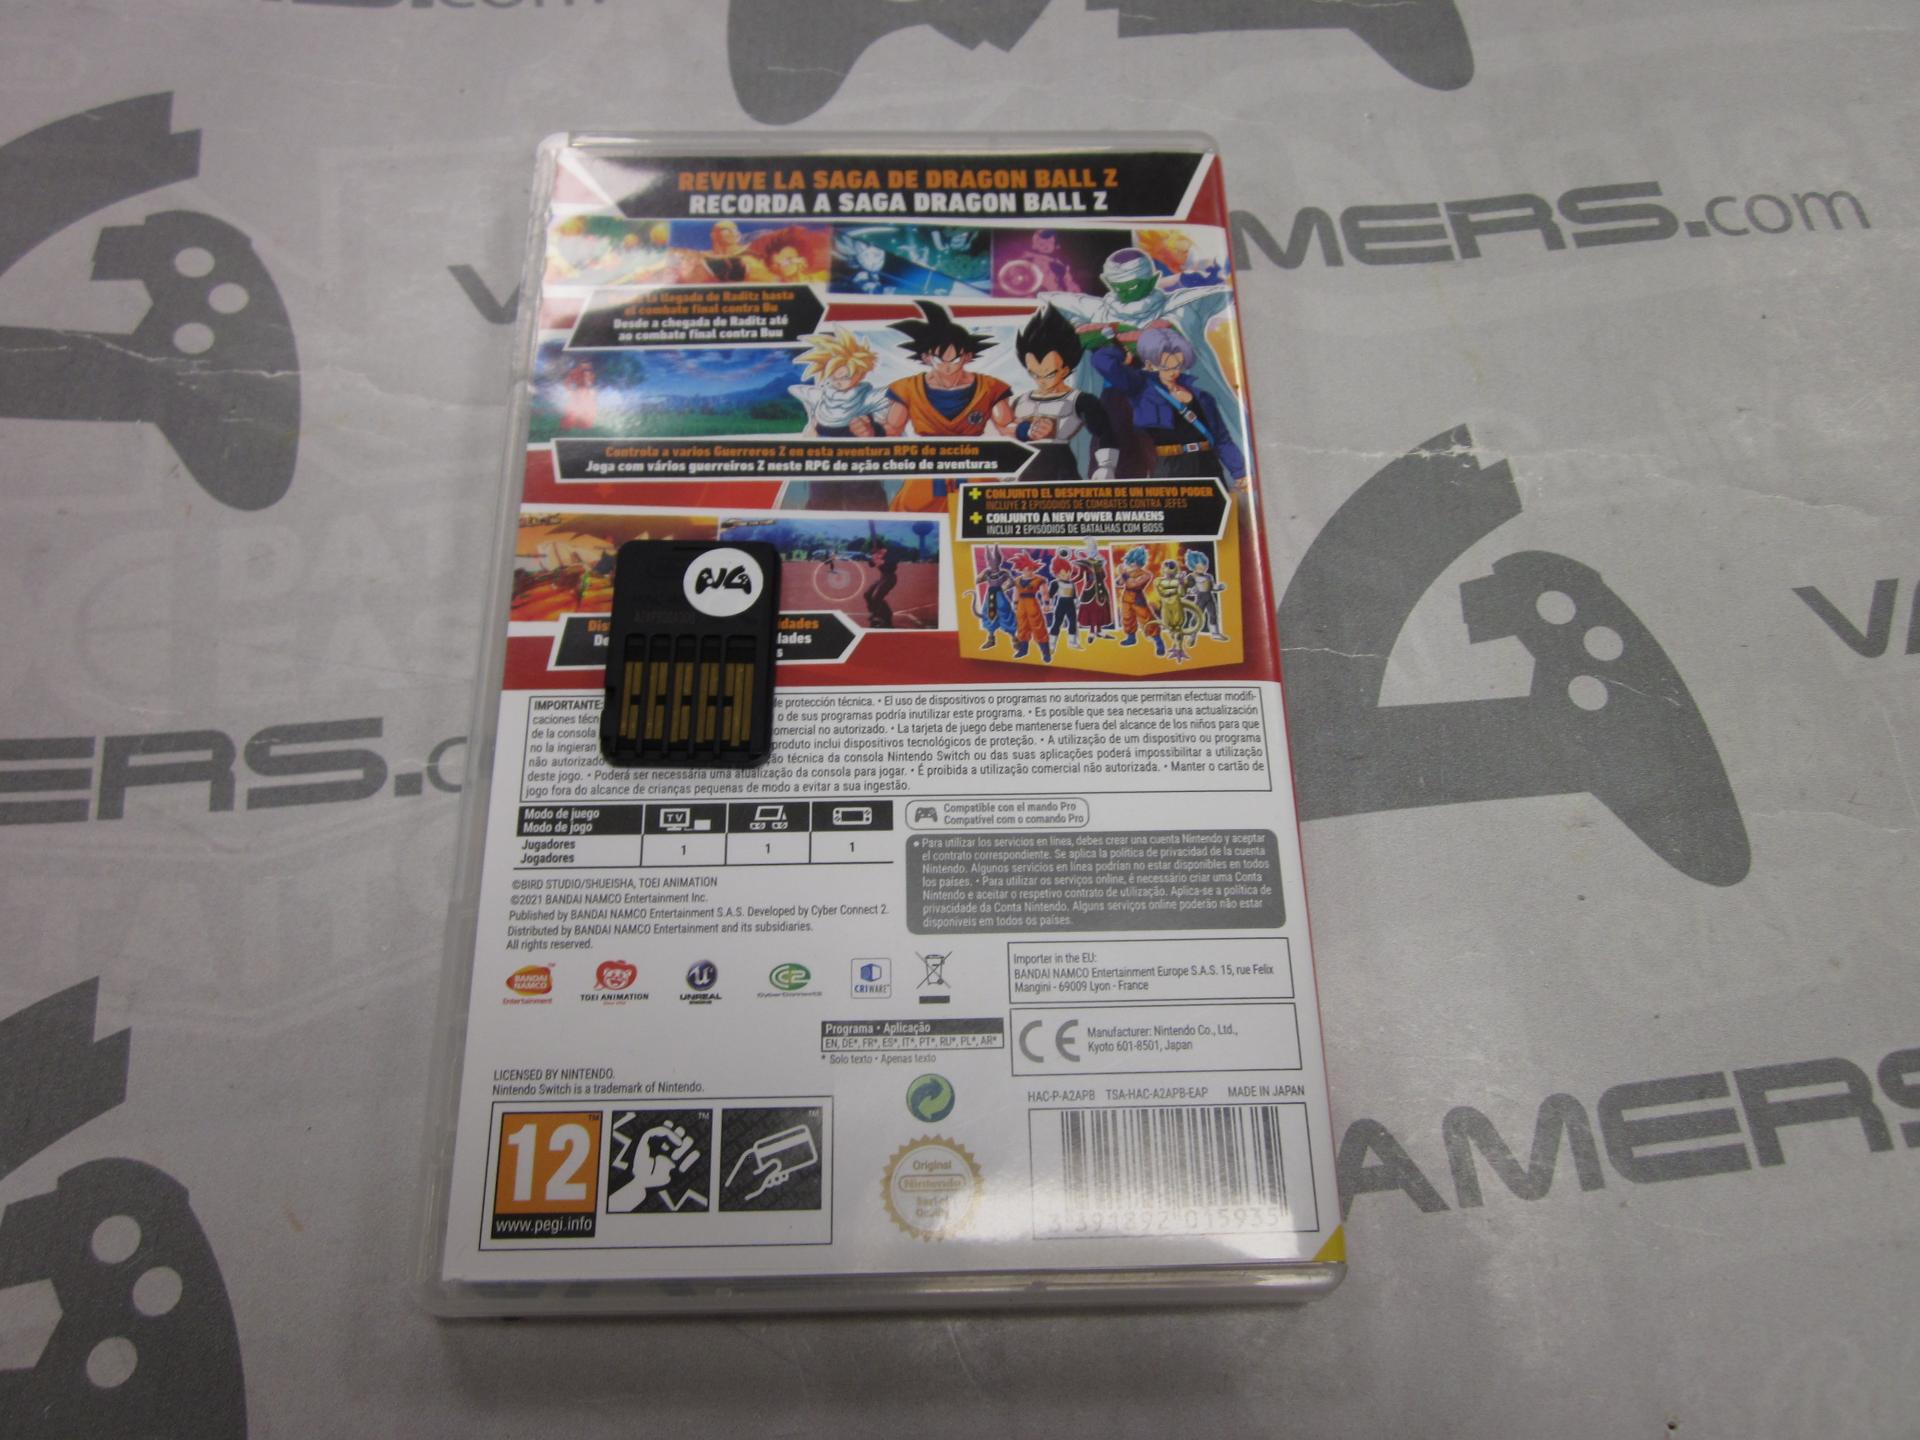 .com
REVIVE LA SAGA DE DRAGON BALL Z
RECORDA A SAGA DRAGON BALL Z
AMERS.com
la llegada de Raditz hasta
el combate final contra Bu
Desde a chegada de Raditz até
ao combate final contra Buu
Controla a varios Guerreros Z en esta aventura RPG de acción
Joga com vários guerreiros Z neste RPG de ação cheio de aventuras
+ CONJUNTO EL DESPERTAR DE UN NUEVO PODER
INCLUYE 2 EPISODIOS DE COMBATES CONTRA JEFES
+ CONJUNTO A NEW POWER AWAKENS
INCLUI 2 EPISÓDIOS DE BATALHAS COM BOSS
IMPORTANTE: de protección técnica. • El uso de dispositivos o programas no autorizados que permitan efectuar modifi-
caciones técn o de sus programas podría inutilizar este programa. • Es posible que sea necesaria una actualización
de la consola omercial no autorizado. • La tarjeta de juego debe mantenerse fuera del alcance de los niños para que
no la ingieran produto inclui dispositivos tecnológicos de proteção. • A utilização de um dispositivo ou programa
não autorizado ção técnica da consola Nintendo Switch ou das suas aplicações poderá impossibilitar a utilização
deste jogo. • Poderá ser necessária uma atualização da consola para jogar. • É proibida a utilização comercial não autorizada. • Manter o cartão de
jogo fora do alcance de crianças pequenas de modo a evitar a sua ingestão.
Modo de juego
Modo de jogo
TV
Jugadores
Jogadores
1 1 1
Compatible con el mando Pro
Compatível com o comando Pro
• Para utilizar los servicios en línea, debes crear una cuenta Nintendo y aceptar
el contrato correspondiente. Se aplica la política de privacidad de la cuenta
Nintendo. Algunos servicios en línea podrían no estar disponibles en todos
los países. • Para utilizar os serviços online, é necessário criar uma Conta
Nintendo e aceitar o respetivo contrato de utilização. Aplica-se a política de
privacidade da Conta Nintendo. Alguns serviços online poderão não estar
disponíveis em todos os países.
©BIRD STUDIO/SHUEISHA, TOEI ANIMATION
©2021 BANDAI NAMCO Entertainment Inc.
Published by BANDAI NAMCO Entertainment S.A.S. Developed by Cyber Connect 2.
Distributed by BANDAI NAMCO Entertainment and its subsidiaries.
All rights reserved.
BANDAI
NAMCO
Entertainment
TOEI ANIMATION
UNREAL
ENGINE
CyberConnect2
CRIWARE
Importer in the EU:
BANDAI NAMCO Entertainment Europe S.A.S. 15, rue Felix
Mangini - 69009 Lyon - France
Programa • Aplicação
EN, DE*, FR*, ES*, IT*, PT*, RU*, PL*, AR*
* Solo texto • Apenas texto
CE
Manufacturer: Nintendo Co., Ltd.,
Kyoto 601-8501, Japan
LICENSED BY NINTENDO.
Nintendo Switch is a trademark of Nintendo.
HAC-P-A2APB TSA-HAC-A2APB-EAP MADE IN JAPAN
12
www.pegi.info
Original
Nintendo
3 391892 015935
AMERS